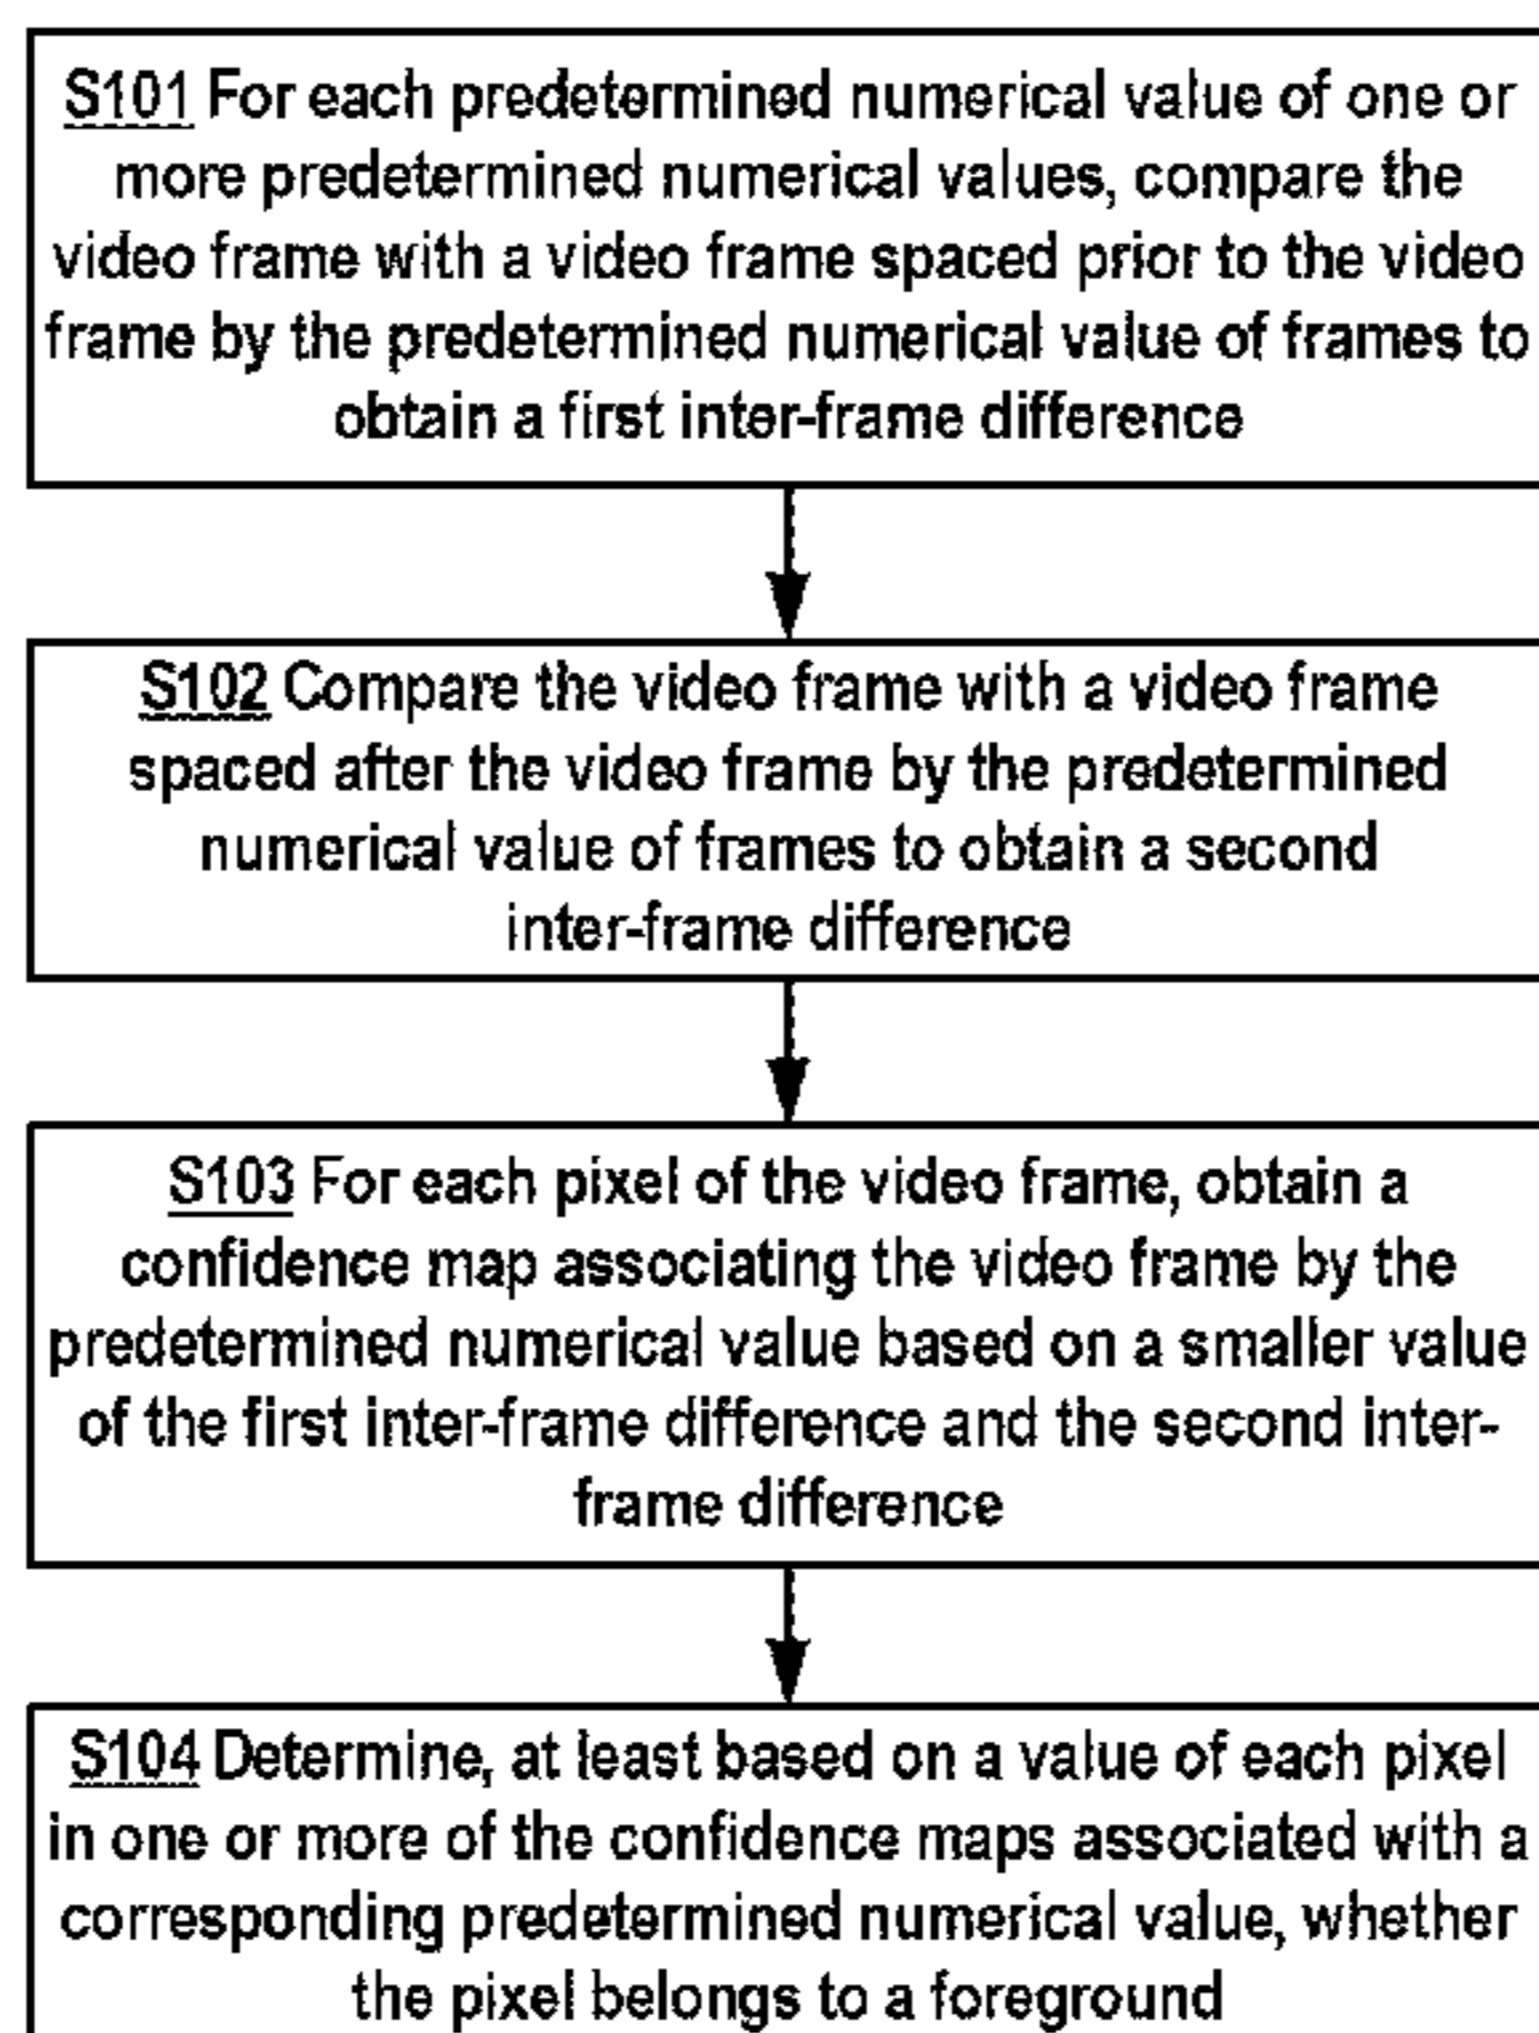 S101 For each predetermined numerical value of one or
more predetermined numerical values, compare the
video frame with a video frame spaced prior to the video
frame by the predetermined numerical value of frames to
obtain a first inter-frame difference
S102 Compare the video frame with a video frame
spaced after the video frame by the predetermined
numerical value of frames to obtain a second
inter-frame difference
S103 For each pixel of the video frame, obtain a
confidence map associating the video frame by the
predetermined numerical value based on a smaller value
of the first inter-frame difference and the second inter-
frame difference
S104 Determine, at least based on a value of each pixel
in one or more of the confidence maps associated with a
corresponding predetermined numerical value, whether
the pixel belongs to a foreground